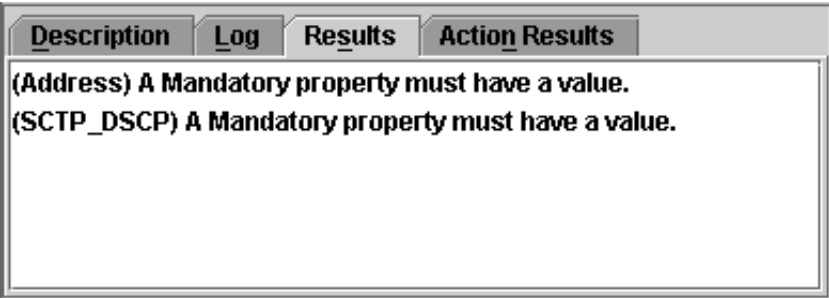 Description Log Results Action Results
(Address) A Mandatory property must have a value.
(SCTP_DSCP) A Mandatory property must have a value.